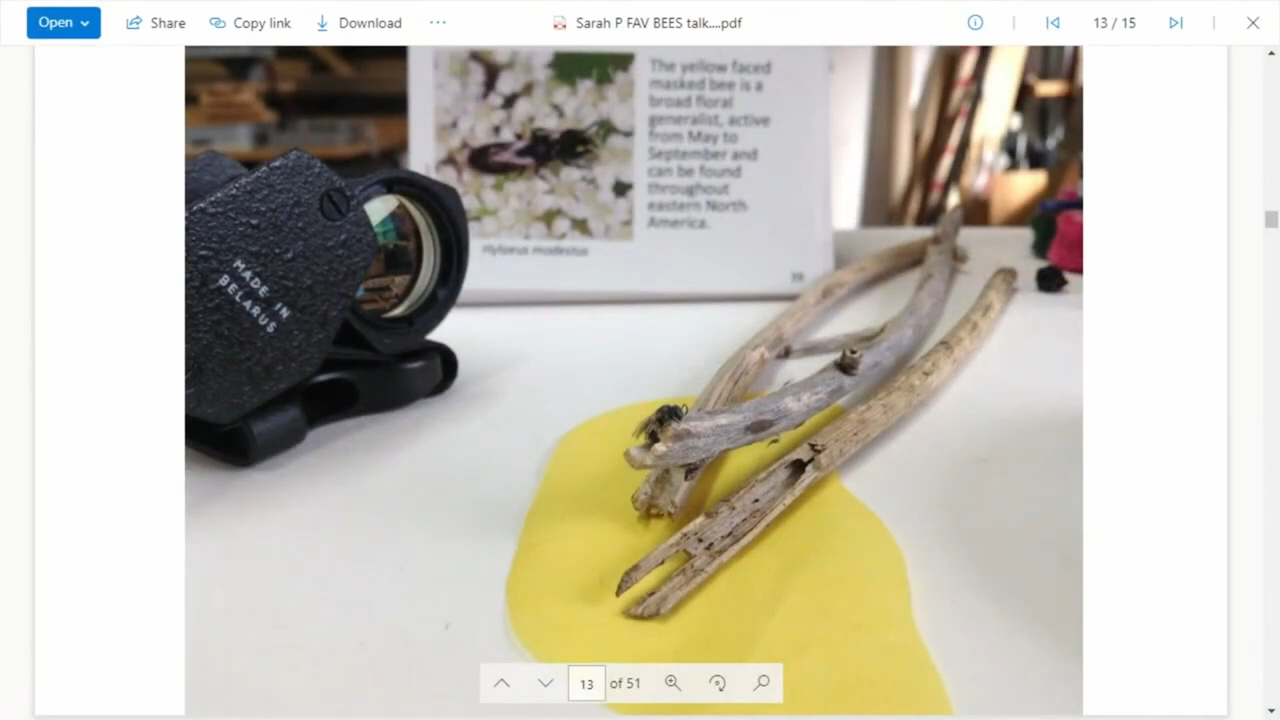 Open
Share
Copy link
Download
Sarah P FAV BEES talk....pdf
13 / 15
The yellow faced
masked bee is a
broad floral
generalist, active
from May to
September and
can be found
throughout
eastern North
America.
Hylaeus modestus
MADE IN
BELARUS
13 of 51